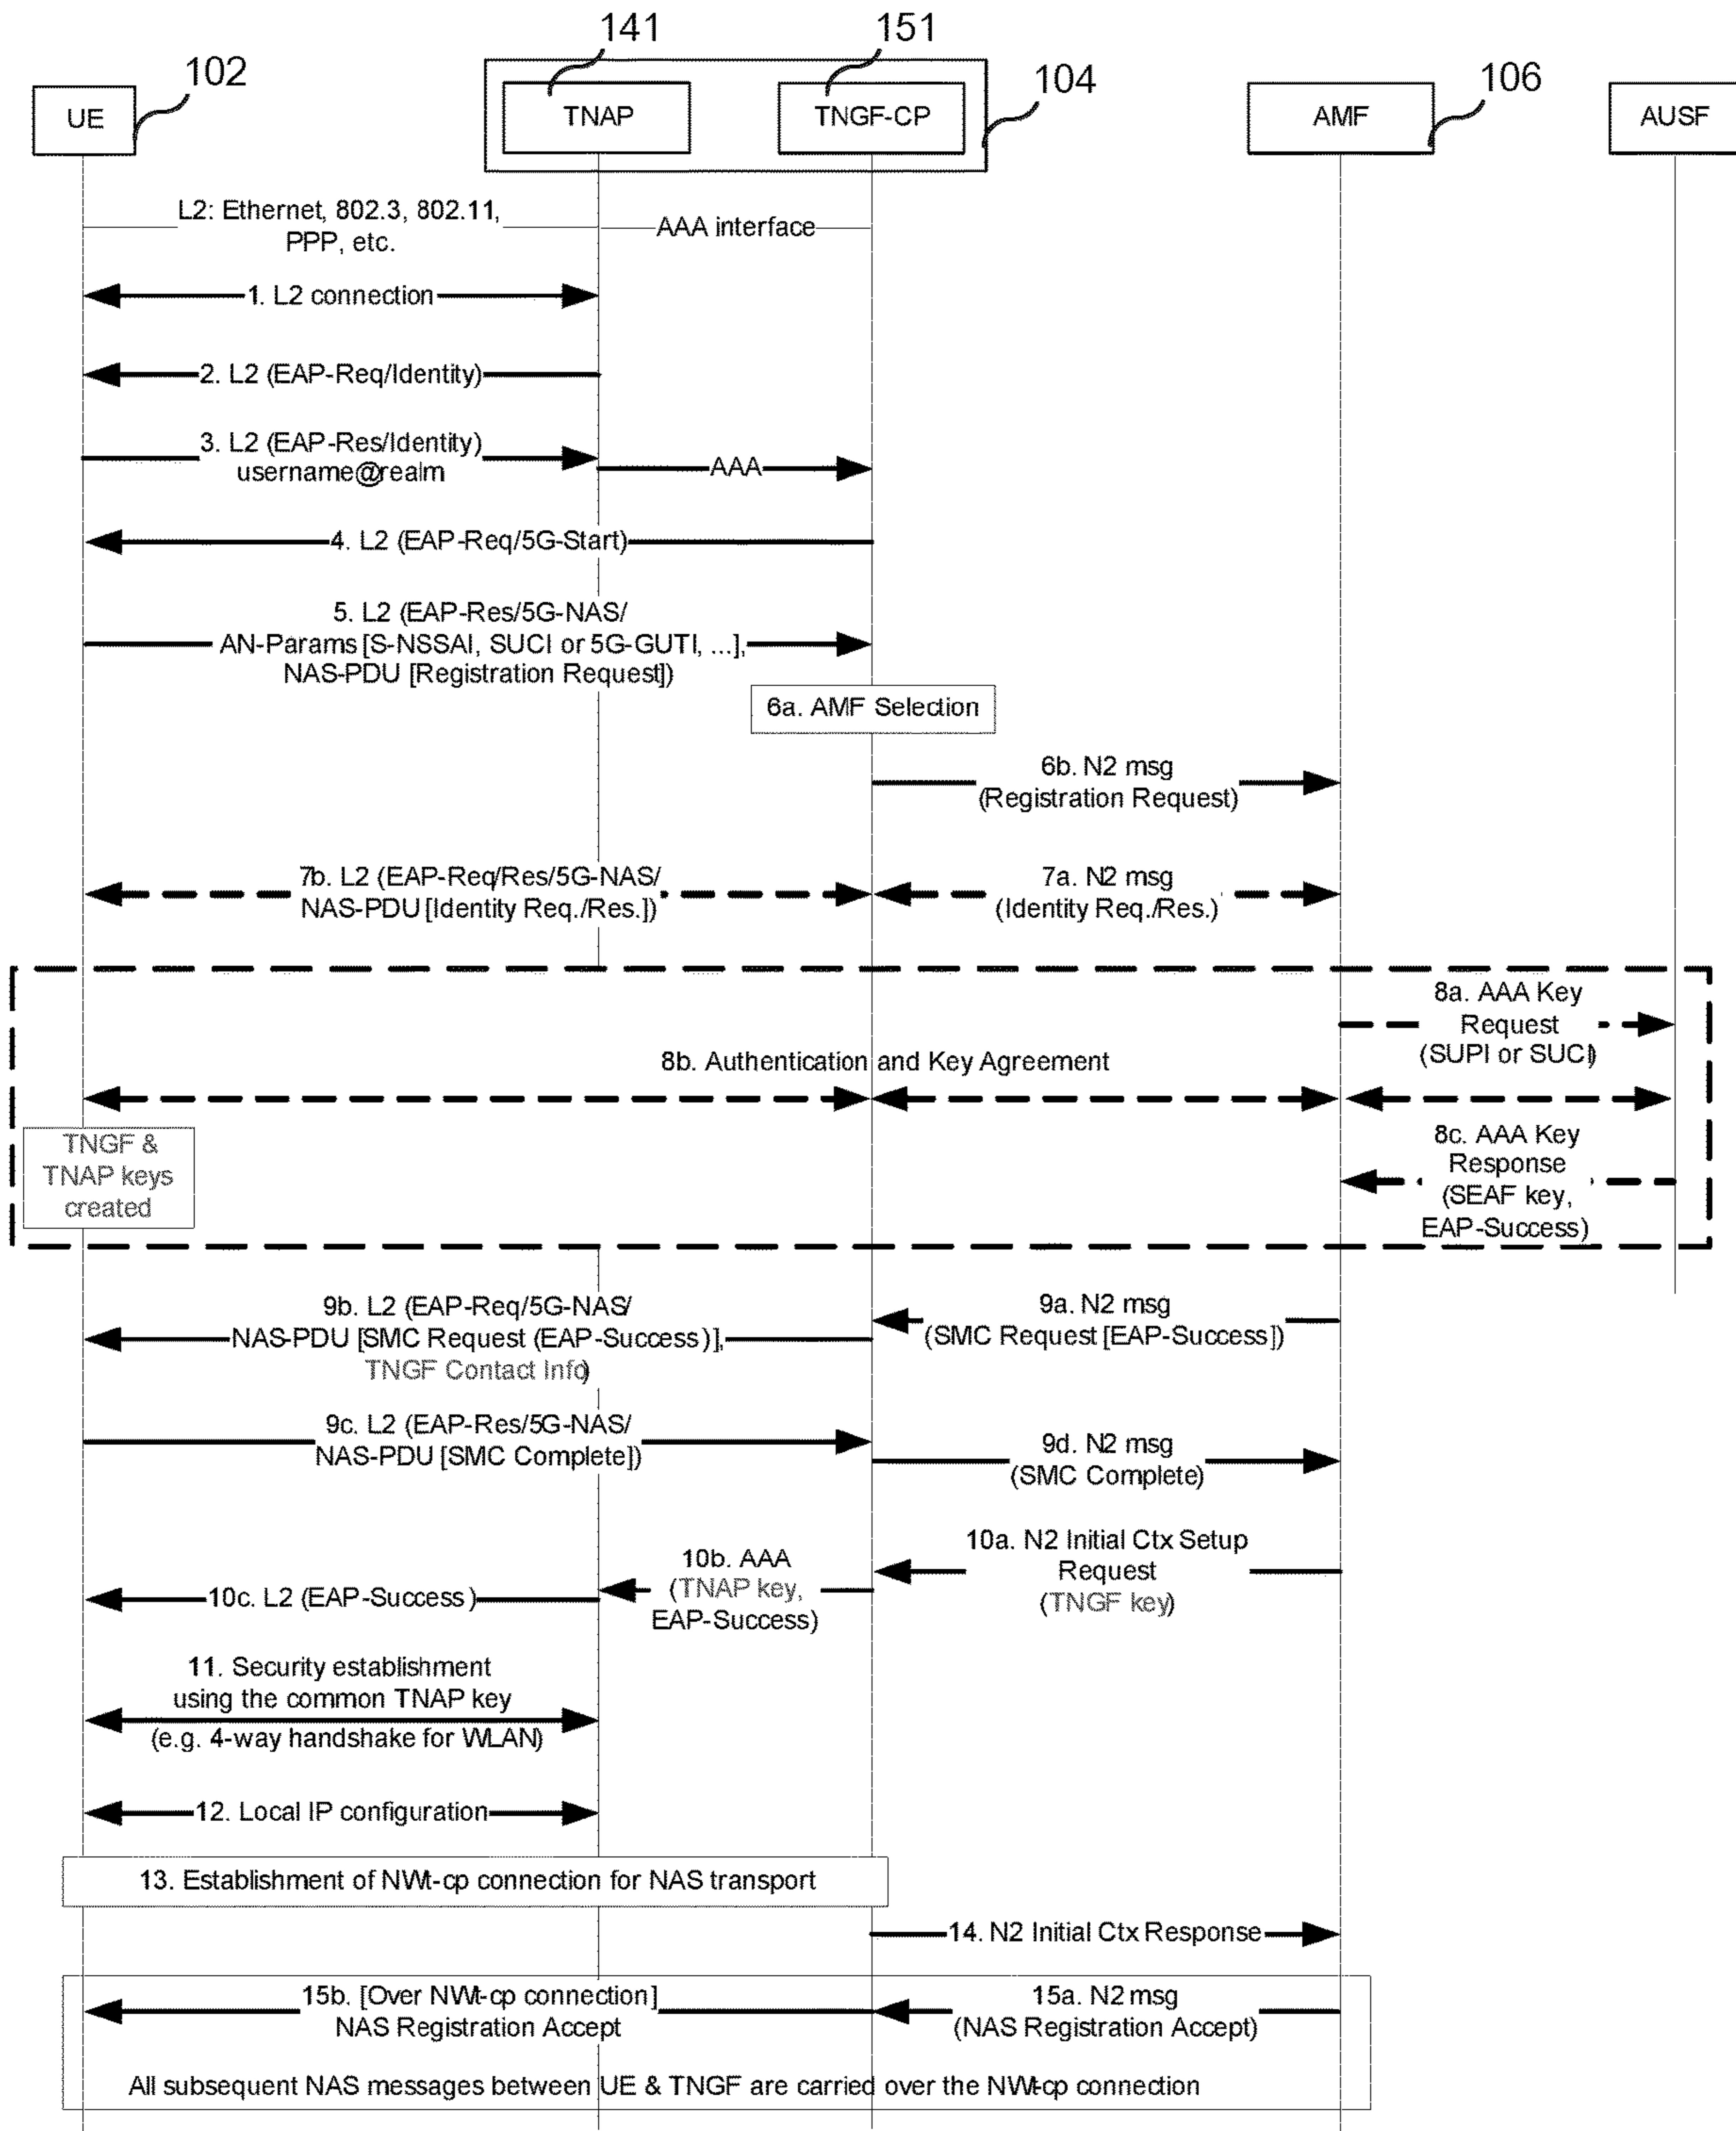 141
151
102
104
106
UE
TNAP
TNGF-CP
AMF
AUSF
L2: Ethernet, 802.3, 802.11,
PPP, etc.
AAA interface
1. L2 connection
2. L2 (EAP-Req/Identity)
3. L2 (EAP-Res/Identity)
username@realm
AAA
4. L2 (EAP-Req/5G-Start)
5. L2 (EAP-Res/5G-NAS/
AN-Params [S-NSSAI, SUCI or 5G-GUTI, ...],
NAS-PDU [Registration Request])
6a. AMF Selection
6b. N2 msg
(Registration Request)
7b. L2 (EAP-Req/Res/5G-NAS/
NAS-PDU [Identity Req./Res.])
7a. N2 msg
(Identity Req./Res.)
8a. AAA Key
Request
(SUPI or SUCI)
8b. Authentication and Key Agreement
TNGF &
TNAP keys
created
8c. AAA Key
Response
(SEAF key,
EAP-Success)
9b. L2 (EAP-Req/5G-NAS/
NAS-PDU [SMC Request (EAP-Success)],
TNGF Contact Info)
9a. N2 msg
(SMC Request [EAP-Success])
9c. L2 (EAP-Res/5G-NAS/
NAS-PDU [SMC Complete])
9d. N2 msg
(SMC Complete)
10a. N2 Initial Ctx Setup
Request
(TNGF key)
10b. AAA
(TNAP key,
EAP-Success)
10c. L2 (EAP-Success)
11. Security establishment
using the common TNAP key
(e.g. 4-way handshake for WLAN)
12. Local IP configuration
13. Establishment of NWt-cp connection for NAS transport
14. N2 Initial Ctx Response
15b. [Over NWt-cp connection]
NAS Registration Accept
15a. N2 msg
(NAS Registration Accept)
All subsequent NAS messages between UE & TNGF are carried over the NWt-cp connection